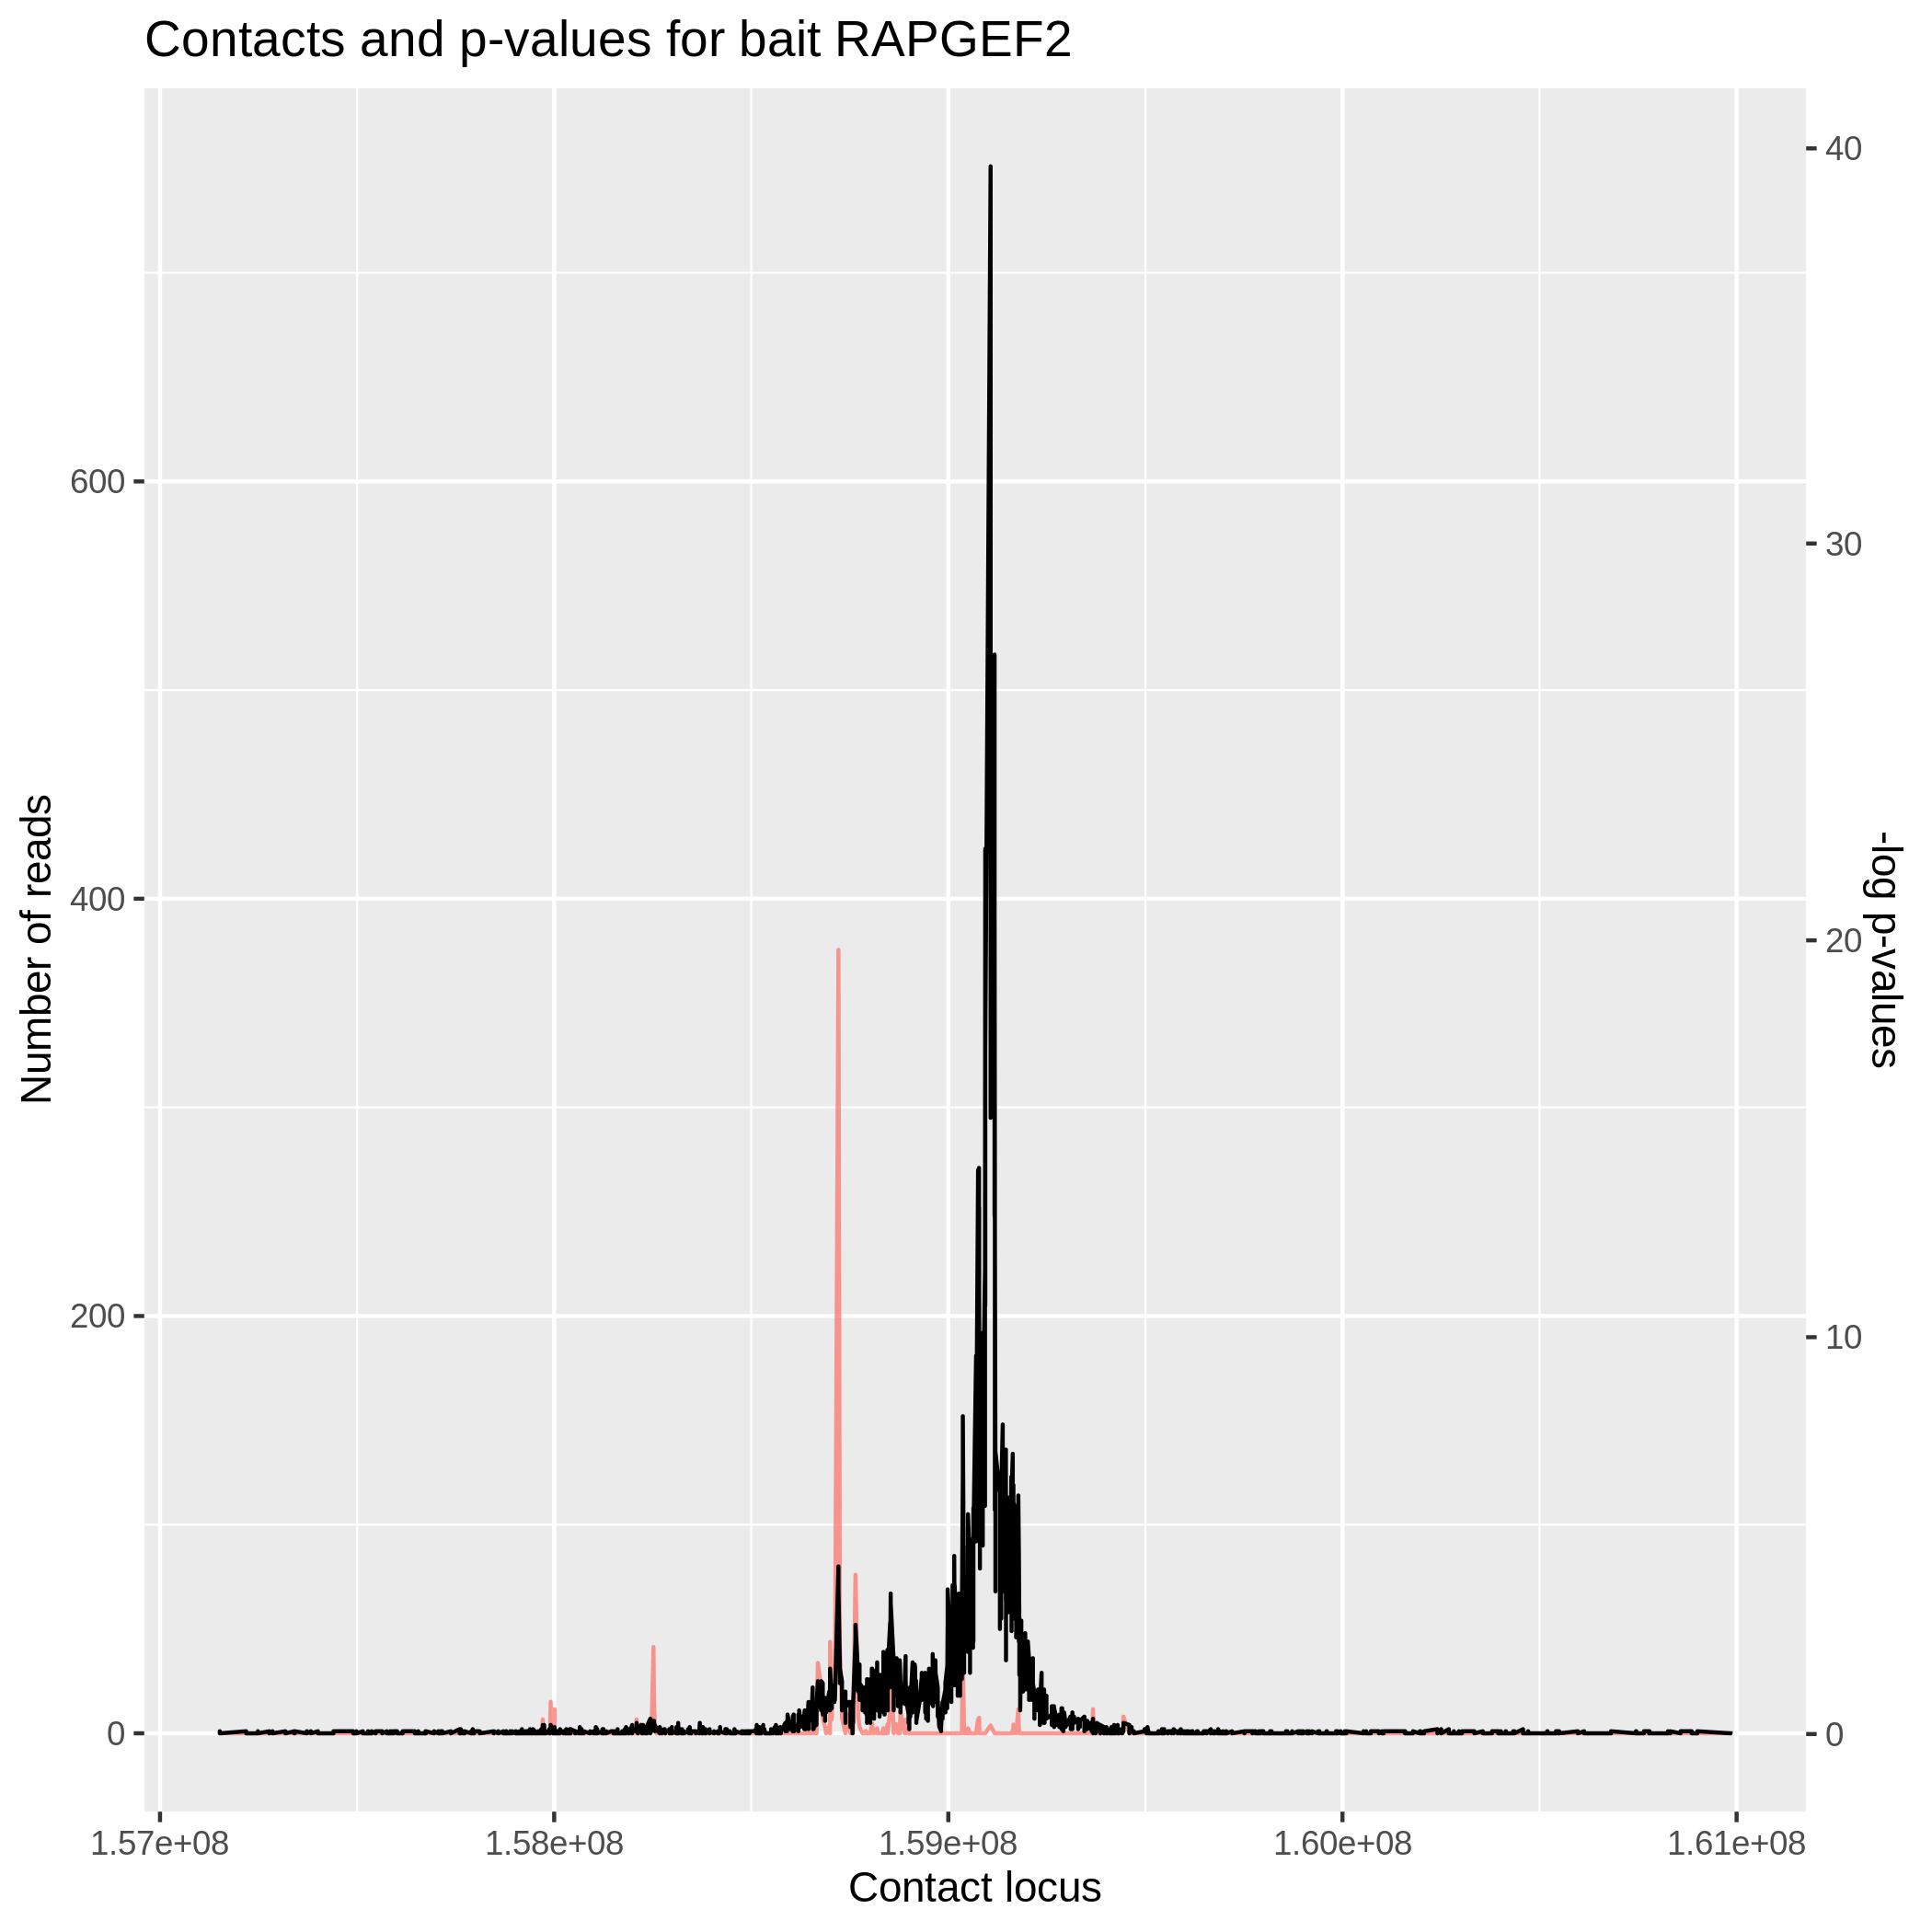 Contacts and p-values for bait RAPGEF2
Number of reads
600
400
200
0
40
30
20
10
0
-log p-values
1.57e+08 1.58e+08 1.59e+08 1.60e+08 1.61e+08
Contact locus